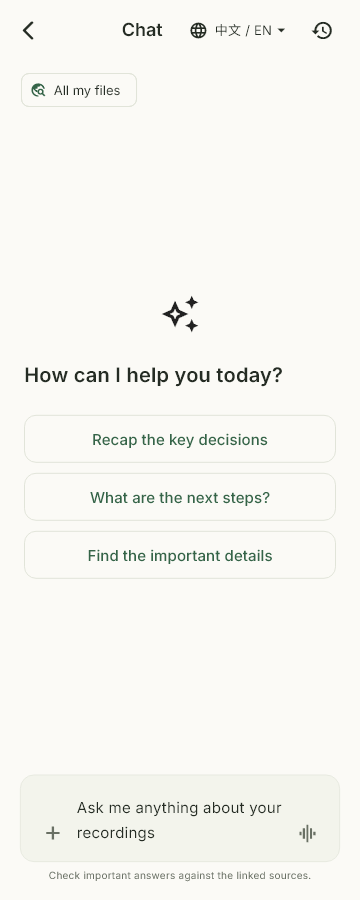 Chat
中文 / EN
All my files
How can I help you today?
Recap the key decisions
What are the next steps?
Find the important details
Ask me anything about your
recordings
Check important answers against the linked sources.